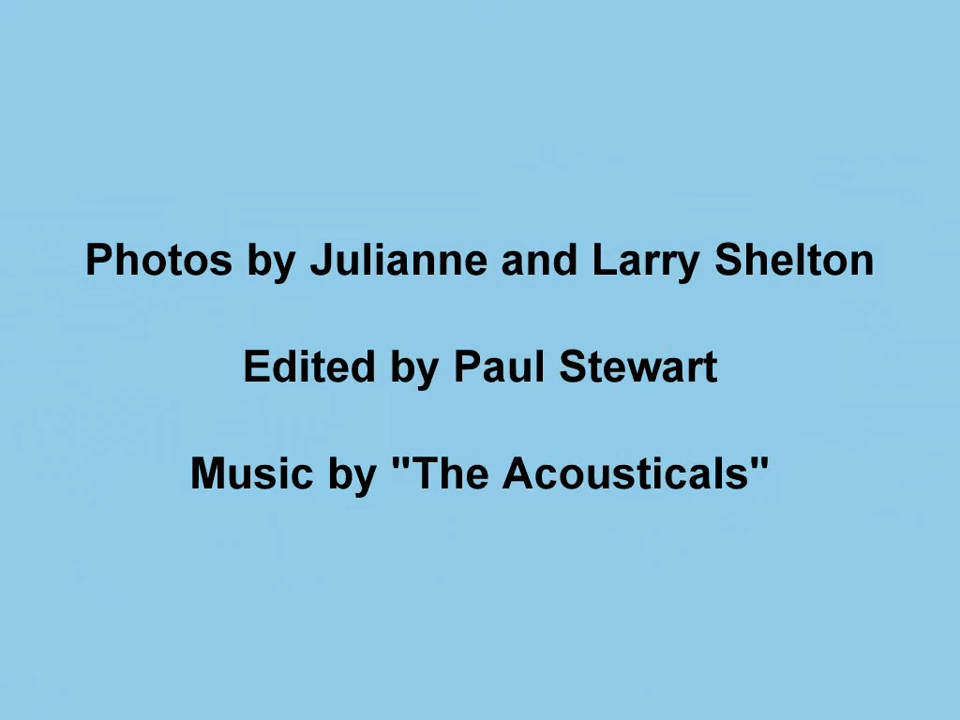 Photos by Julianne and Larry Shelton
Edited by Paul Stewart
Music by "The Acousticals"